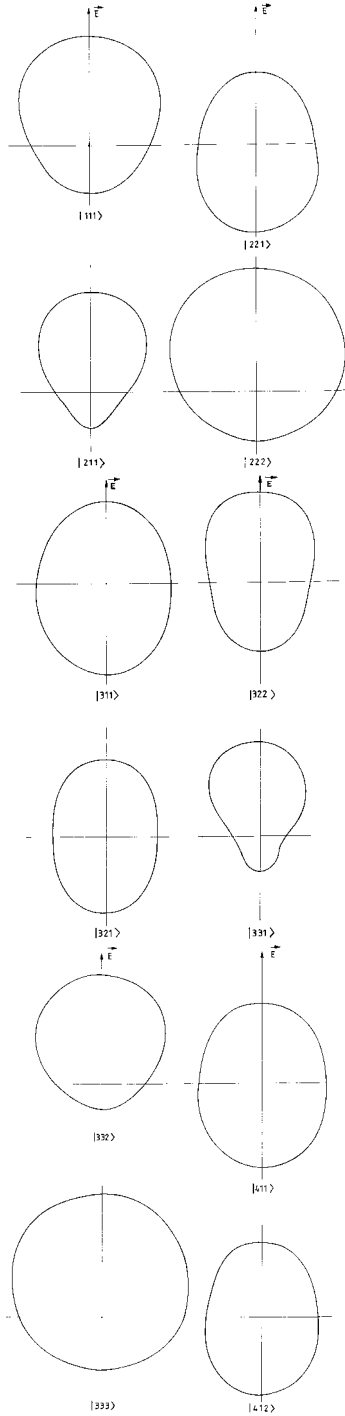 E
E
|111⟩
|221⟩
|211⟩
|222⟩
E
E
|311⟩
|322⟩
|321⟩
|331⟩
E
E
|332⟩
|411⟩
|333⟩
|412⟩